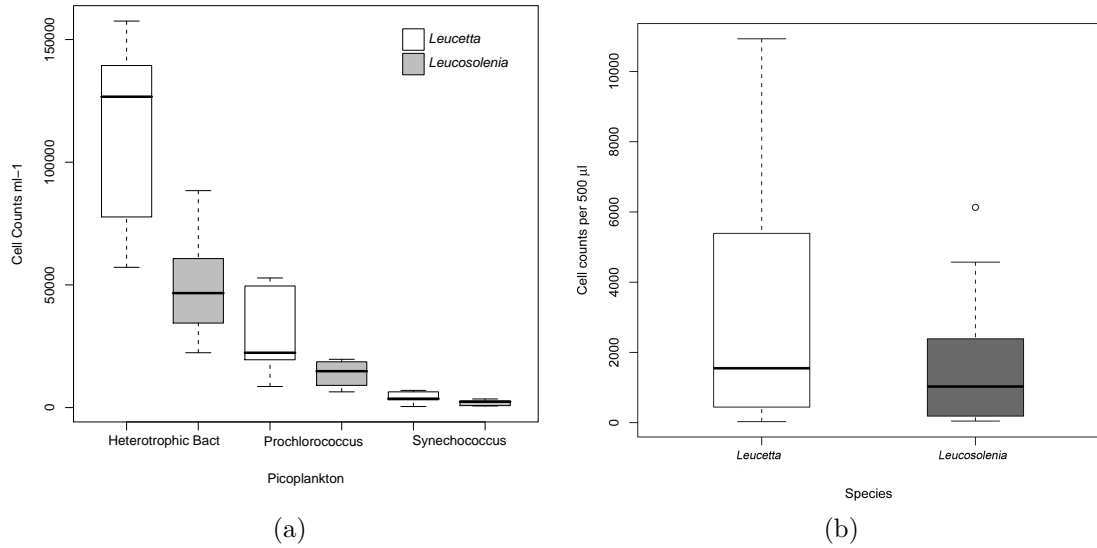 Cell Counts ml−1
150000
100000
50000
0
Leucetta
Leucosolenia
Heterotrophic Bact
Prochlorococcus
Synechococcus
Picoplankton
(a)
Cell counts per 500 μl
10000
8000
6000
4000
2000
0
Leucetta
Leucosolenia
Species
(b)